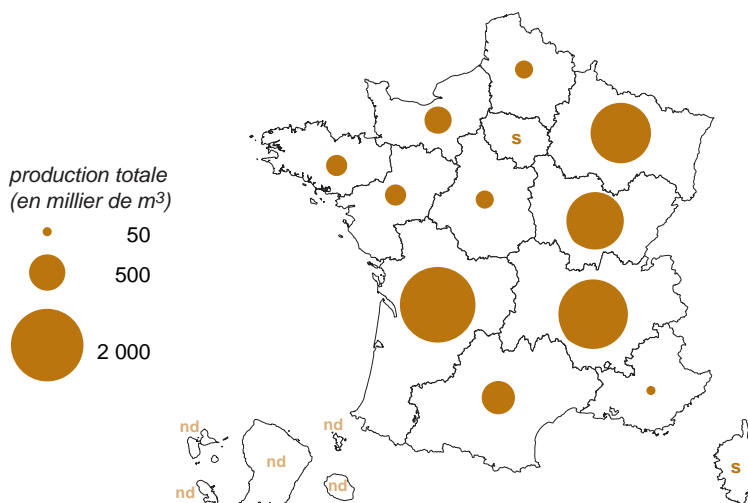 s
production totale
(en millier de m³)
50
500
2 000
nd
nd
nd
nd
nd
s